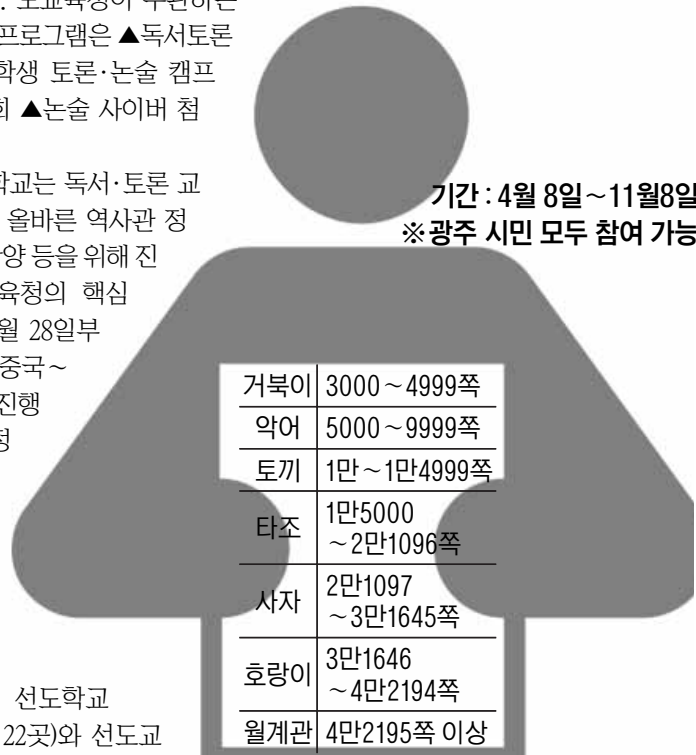 . 도교육청이 주관하는
프로그램은 ▲독서토론
학생 토론·논술 캠프
회 ▲논술 사이버 첨
학교는 독서·토론 교
올바른 역사관 정
양 등을 위해 진
육청의 핵심
월 28일부
중국~
진행
정
선도학교
22곳)와 선도교
기간 : 4월 8일~11월8일
※광주 시민 모두 참여 가능
거북이 3000~4999쪽
악어 5000~9999쪽
토끼 1만~1만4999쪽
타조 1만5000
~2만1096쪽
사자 2만1097
~3만1645쪽
호랑이 3만1646
~4만2194쪽
월계관 4만2195쪽 이상